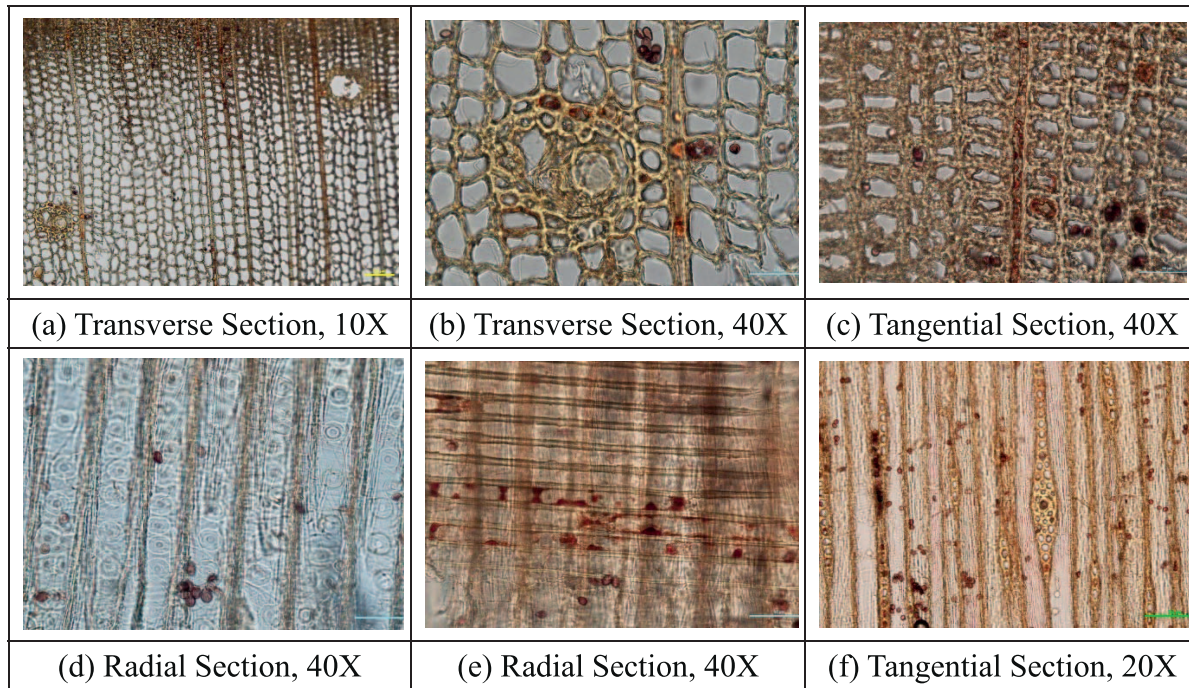 (a) Transverse Section, 10X
(b) Transverse Section, 40X
(c) Tangential Section, 40X
(d) Radial Section, 40X
(e) Radial Section, 40X
(f) Tangential Section, 20X